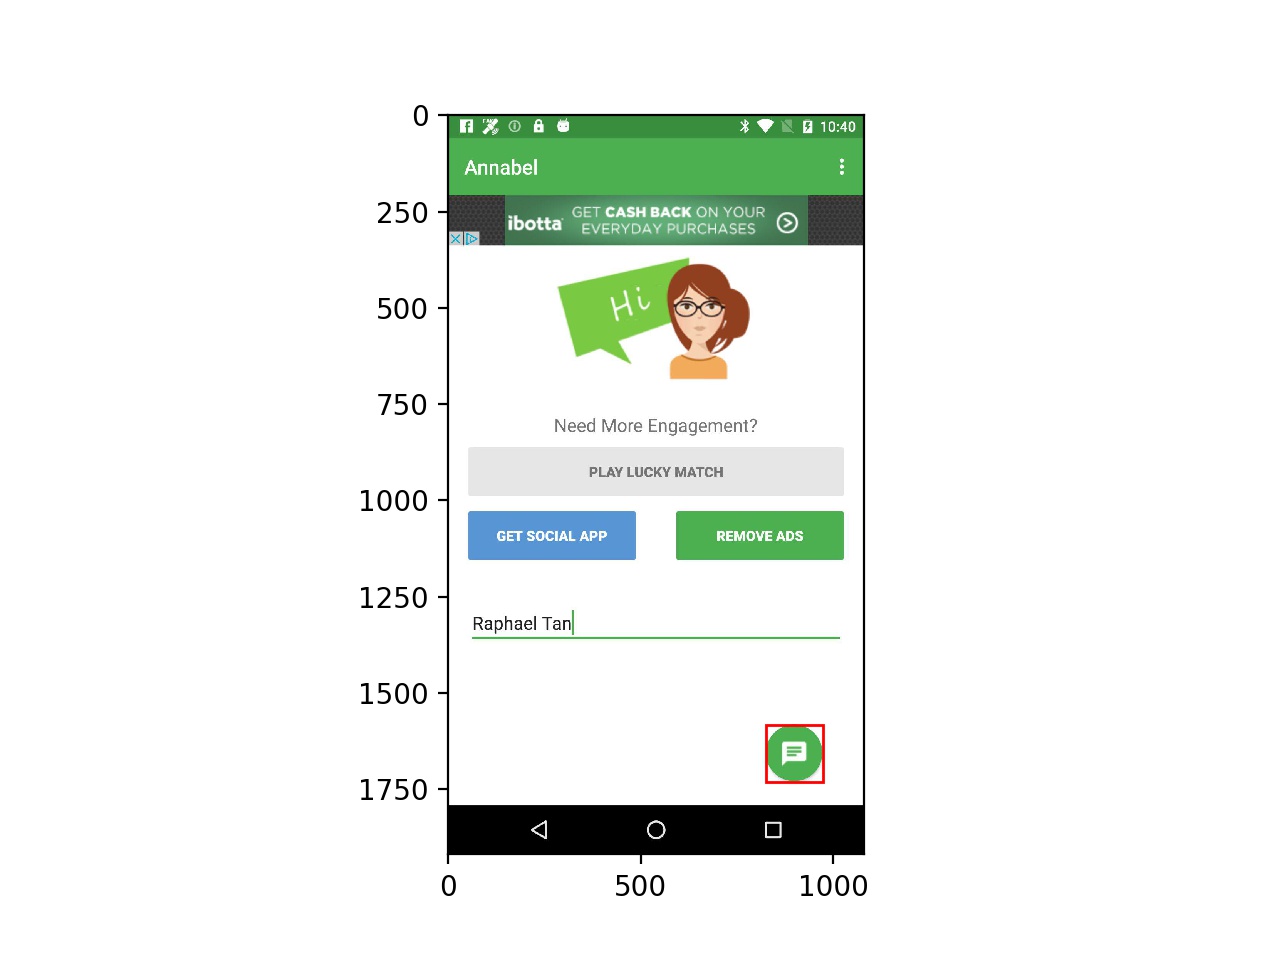 0
250
500
750
1000
1250
1500
1750
10:40
Annabel
ibotta
GET CASH BACK ON YOUR
EVERYDAY PURCHASES
Hi
Need More Engagement?
PLAY LUCKY MATCH
GET SOCIAL APP
REMOVE ADS
Raphael Tan
0
500
1000